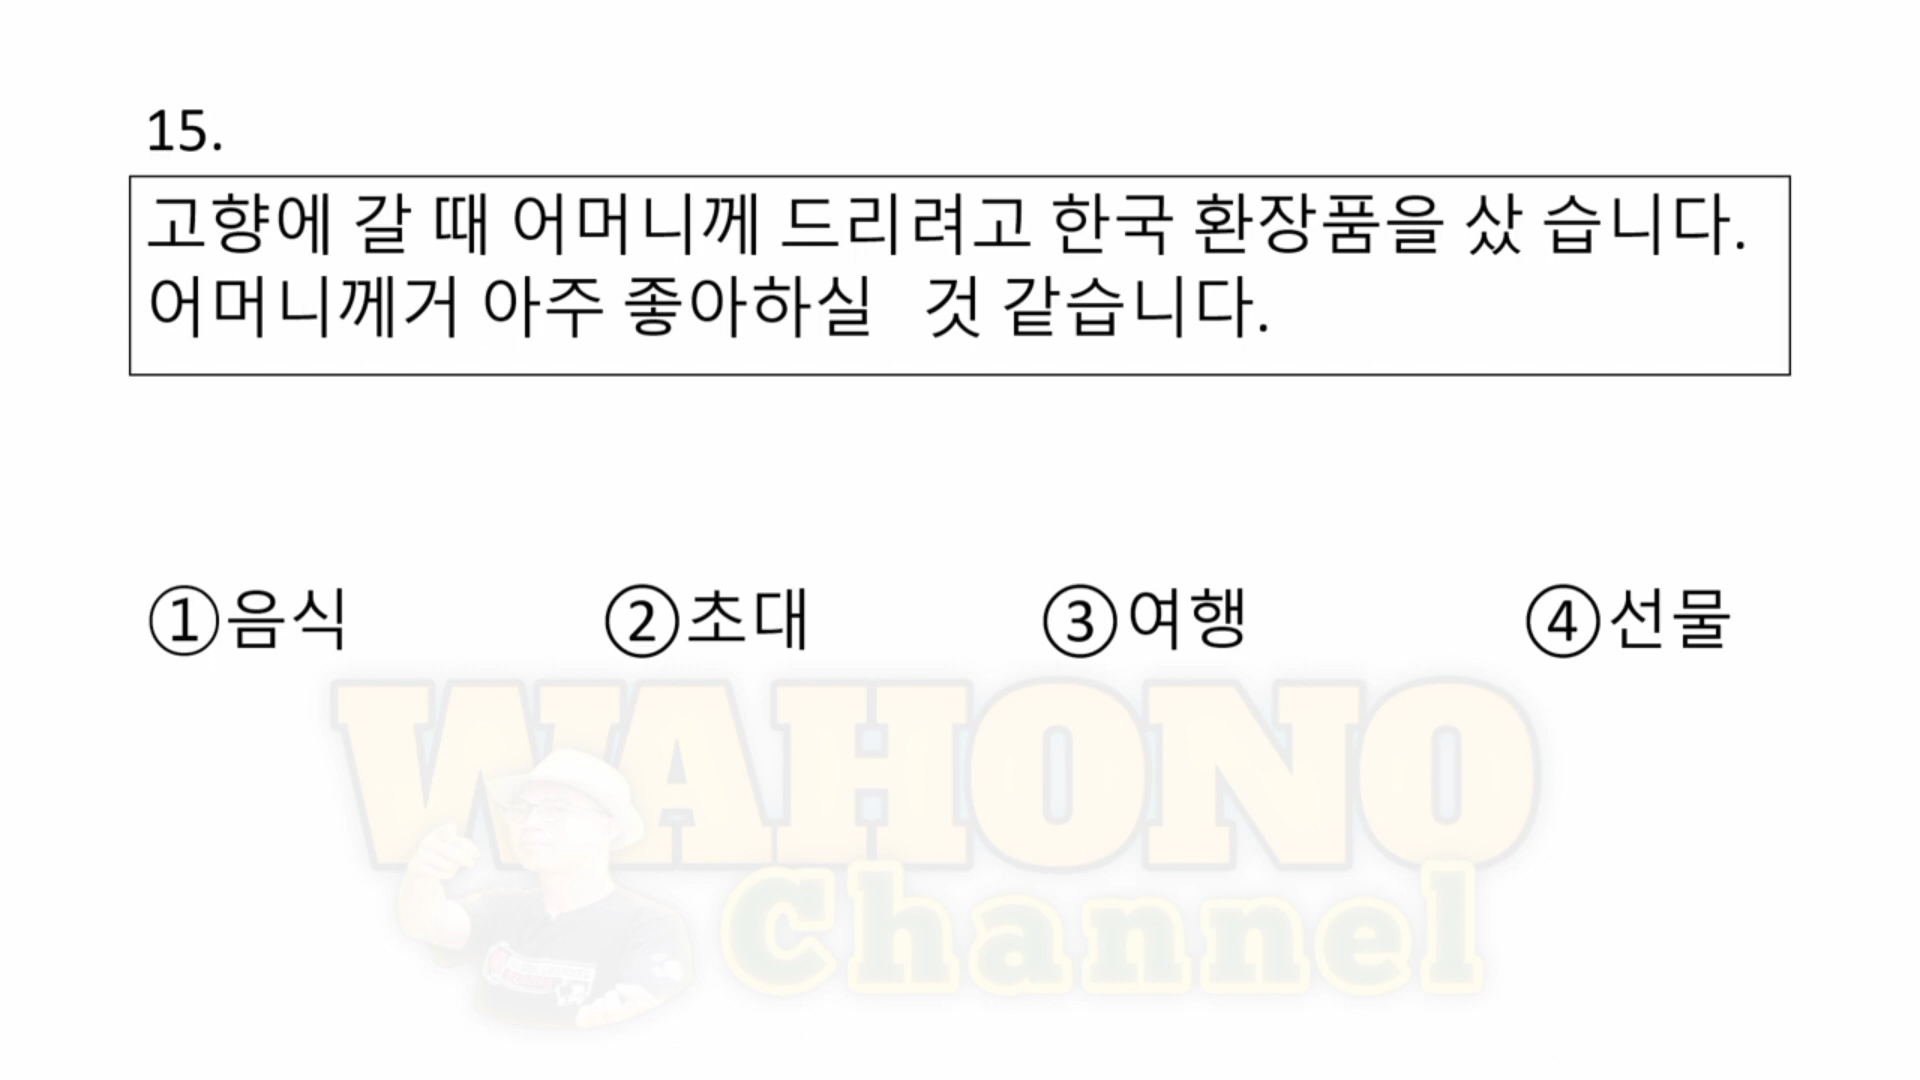 15.
고향에 갈 때 어머니께 드리려고 한국 환장품을 샀 습니다.
어머니께거 아주 좋아하실 것 같습니다.
①음식 ②초대 ③여행 ④선물
WAHONO
Channel